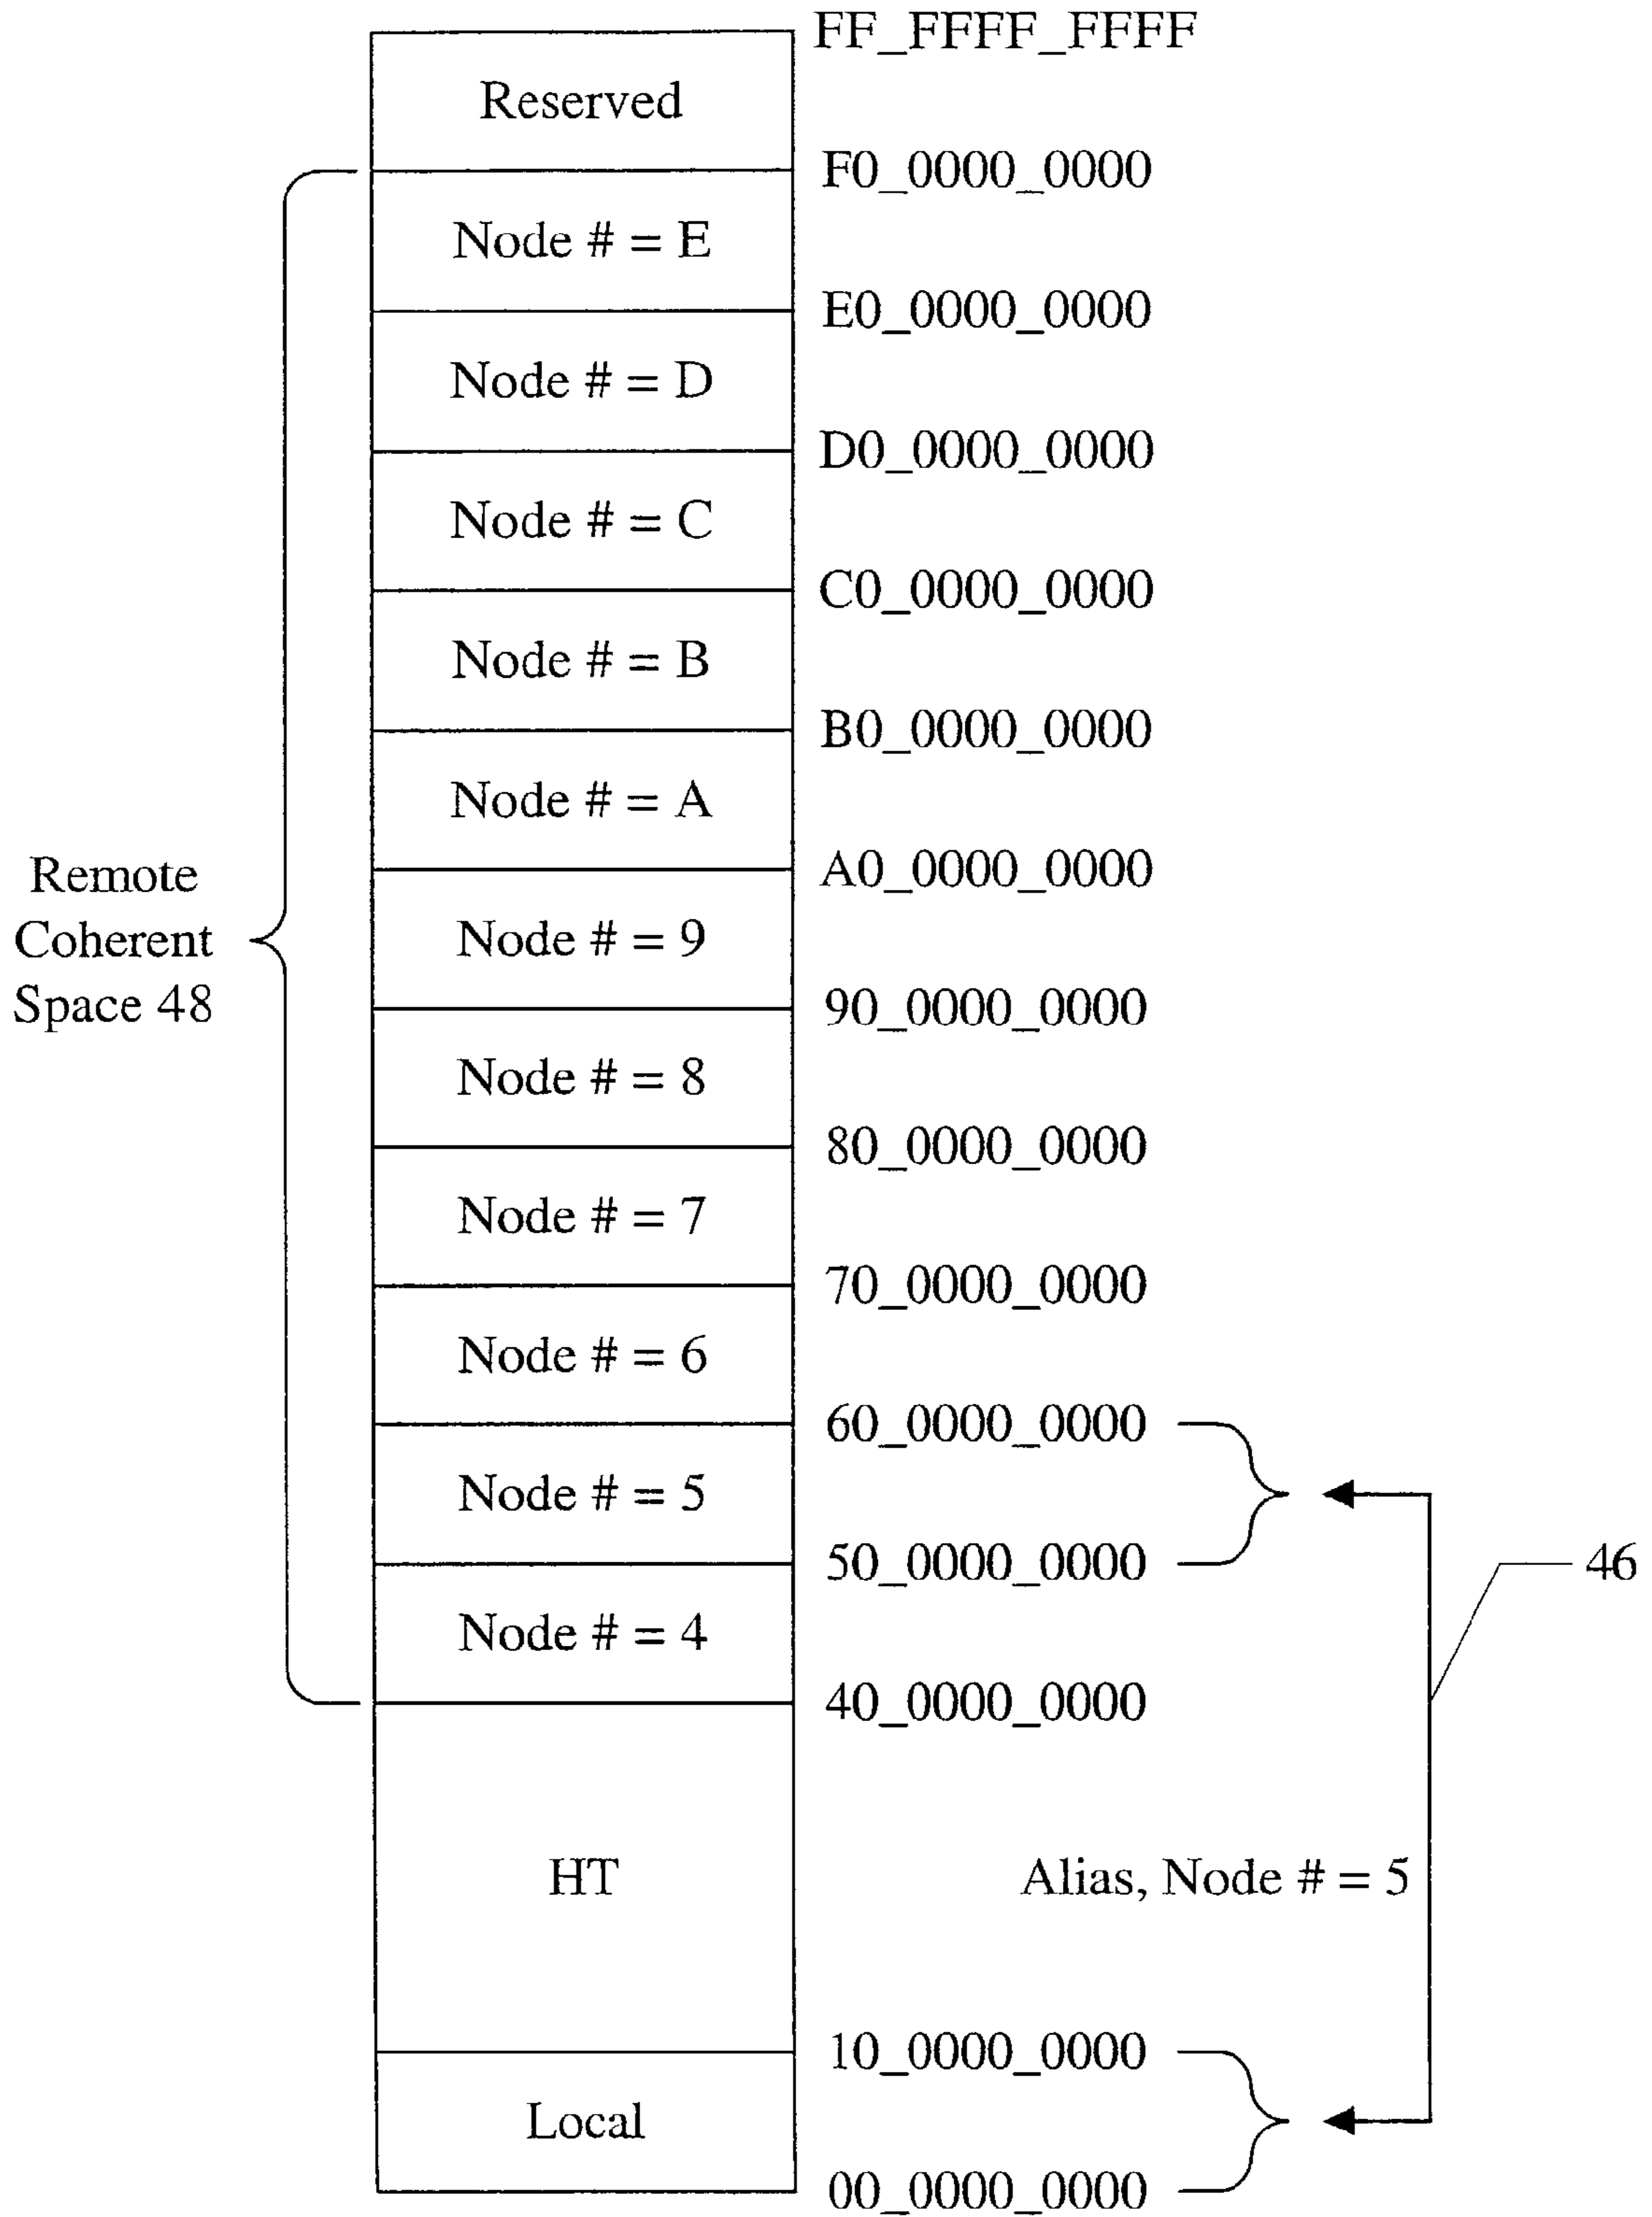 FF_FFFF_FFFF
Reserved
F0_0000_0000
Node # = E
E0_0000_0000
Node # = D
D0_0000_0000
Node # = C
C0_0000_0000
Node # = B
B0_0000_0000
Node # = A
A0_0000_0000
Remote
Coherent
Space 48
Node # = 9
90_0000_0000
Node # = 8
80_0000_0000
Node # = 7
70_0000_0000
Node # = 6
60_0000_0000
Node # = 5
50_0000_0000
46
Node # = 4
40_0000_0000
HT
Alias, Node # = 5
10_0000_0000
Local
00_0000_0000